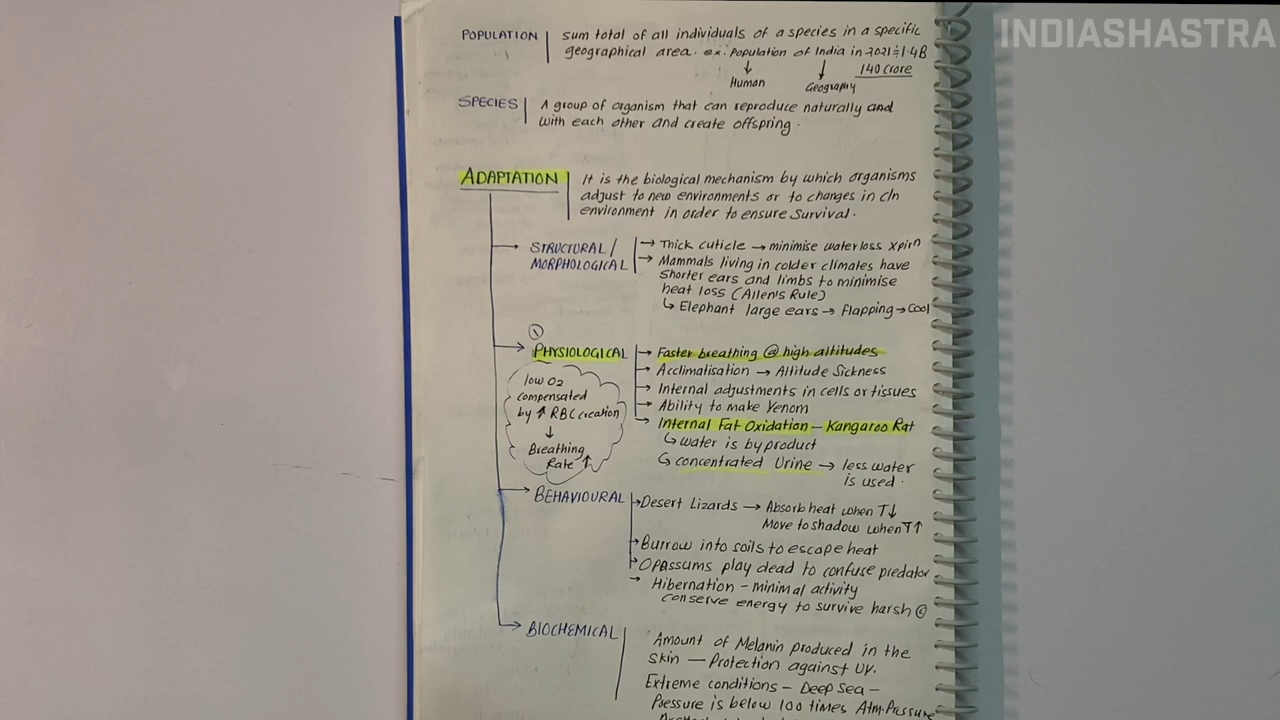 INDIASHASTRA
POPULATION sum total of all individuals of a species in a specific
geographical area. ex: Population of India in 2021 ≈ 1.4B
Human Geography 140 Crore
SPECIES A group of organism that can reproduce naturally and
with each other and create offspring.
ADAPTATION It is the biological mechanism by which organisms
adjust to new environments or to changes in c/n
environment in order to ensure survival.
STRUCTURAL/ → Thick cuticle → minimise water loss xpirn
MORPHOLOGICAL → Mammals living in colder climates have
shorter ears and limbs to minimise
heat loss (Allen's Rule)
↳ Elephant large ears → flapping → Cool
①
PHYSIOLOGICAL → Faster breathing @ high altitudes
→ Acclimalisation → Altitude Sickness
→ Internal adjustments in cells or tissues
→ Ability to make Venom
→ Internal Fat Oxidation – Kangaroo Rat
↳ water is by product
↳ concentrated Urine → less water
is used.
low O2
compensated
by ↑ RBC creation
↓
Breathing
Rate ↑
BEHAVIOURAL → Desert Lizards → Absorb heat when T↓
Move to shadow when T↑
→ Burrow into soils to escape heat
→ Opassums play dead to confuse predator
→ Hibernation – minimal activity
conserve energy to survive harsh ©
BIOCHEMICAL Amount of Melanin produced in the
skin — Protection against UV.
Extreme conditions – Deep sea –
Pressure is below 100 times Atm. Pressure